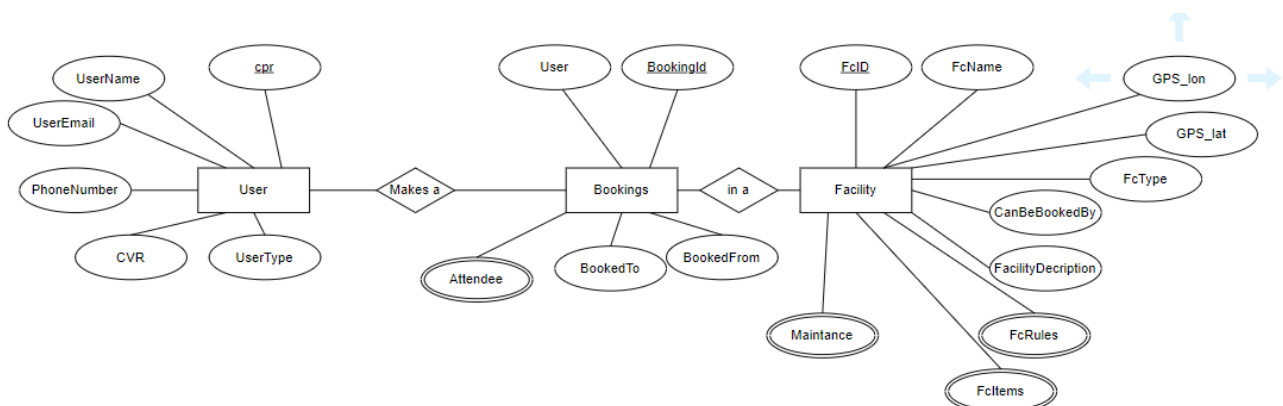 cpr
User
BookingId
FcID
FcName
GPS_lon
UserName
UserEmail
GPS_lat
FcType
PhoneNumber
User
Makes a
Bookings
in a
Facility
CanBeBookedBy
CVR
UserType
Attendee
BookedTo
BookedFrom
FacilityDecription
Maintance
FcRules
FcItems